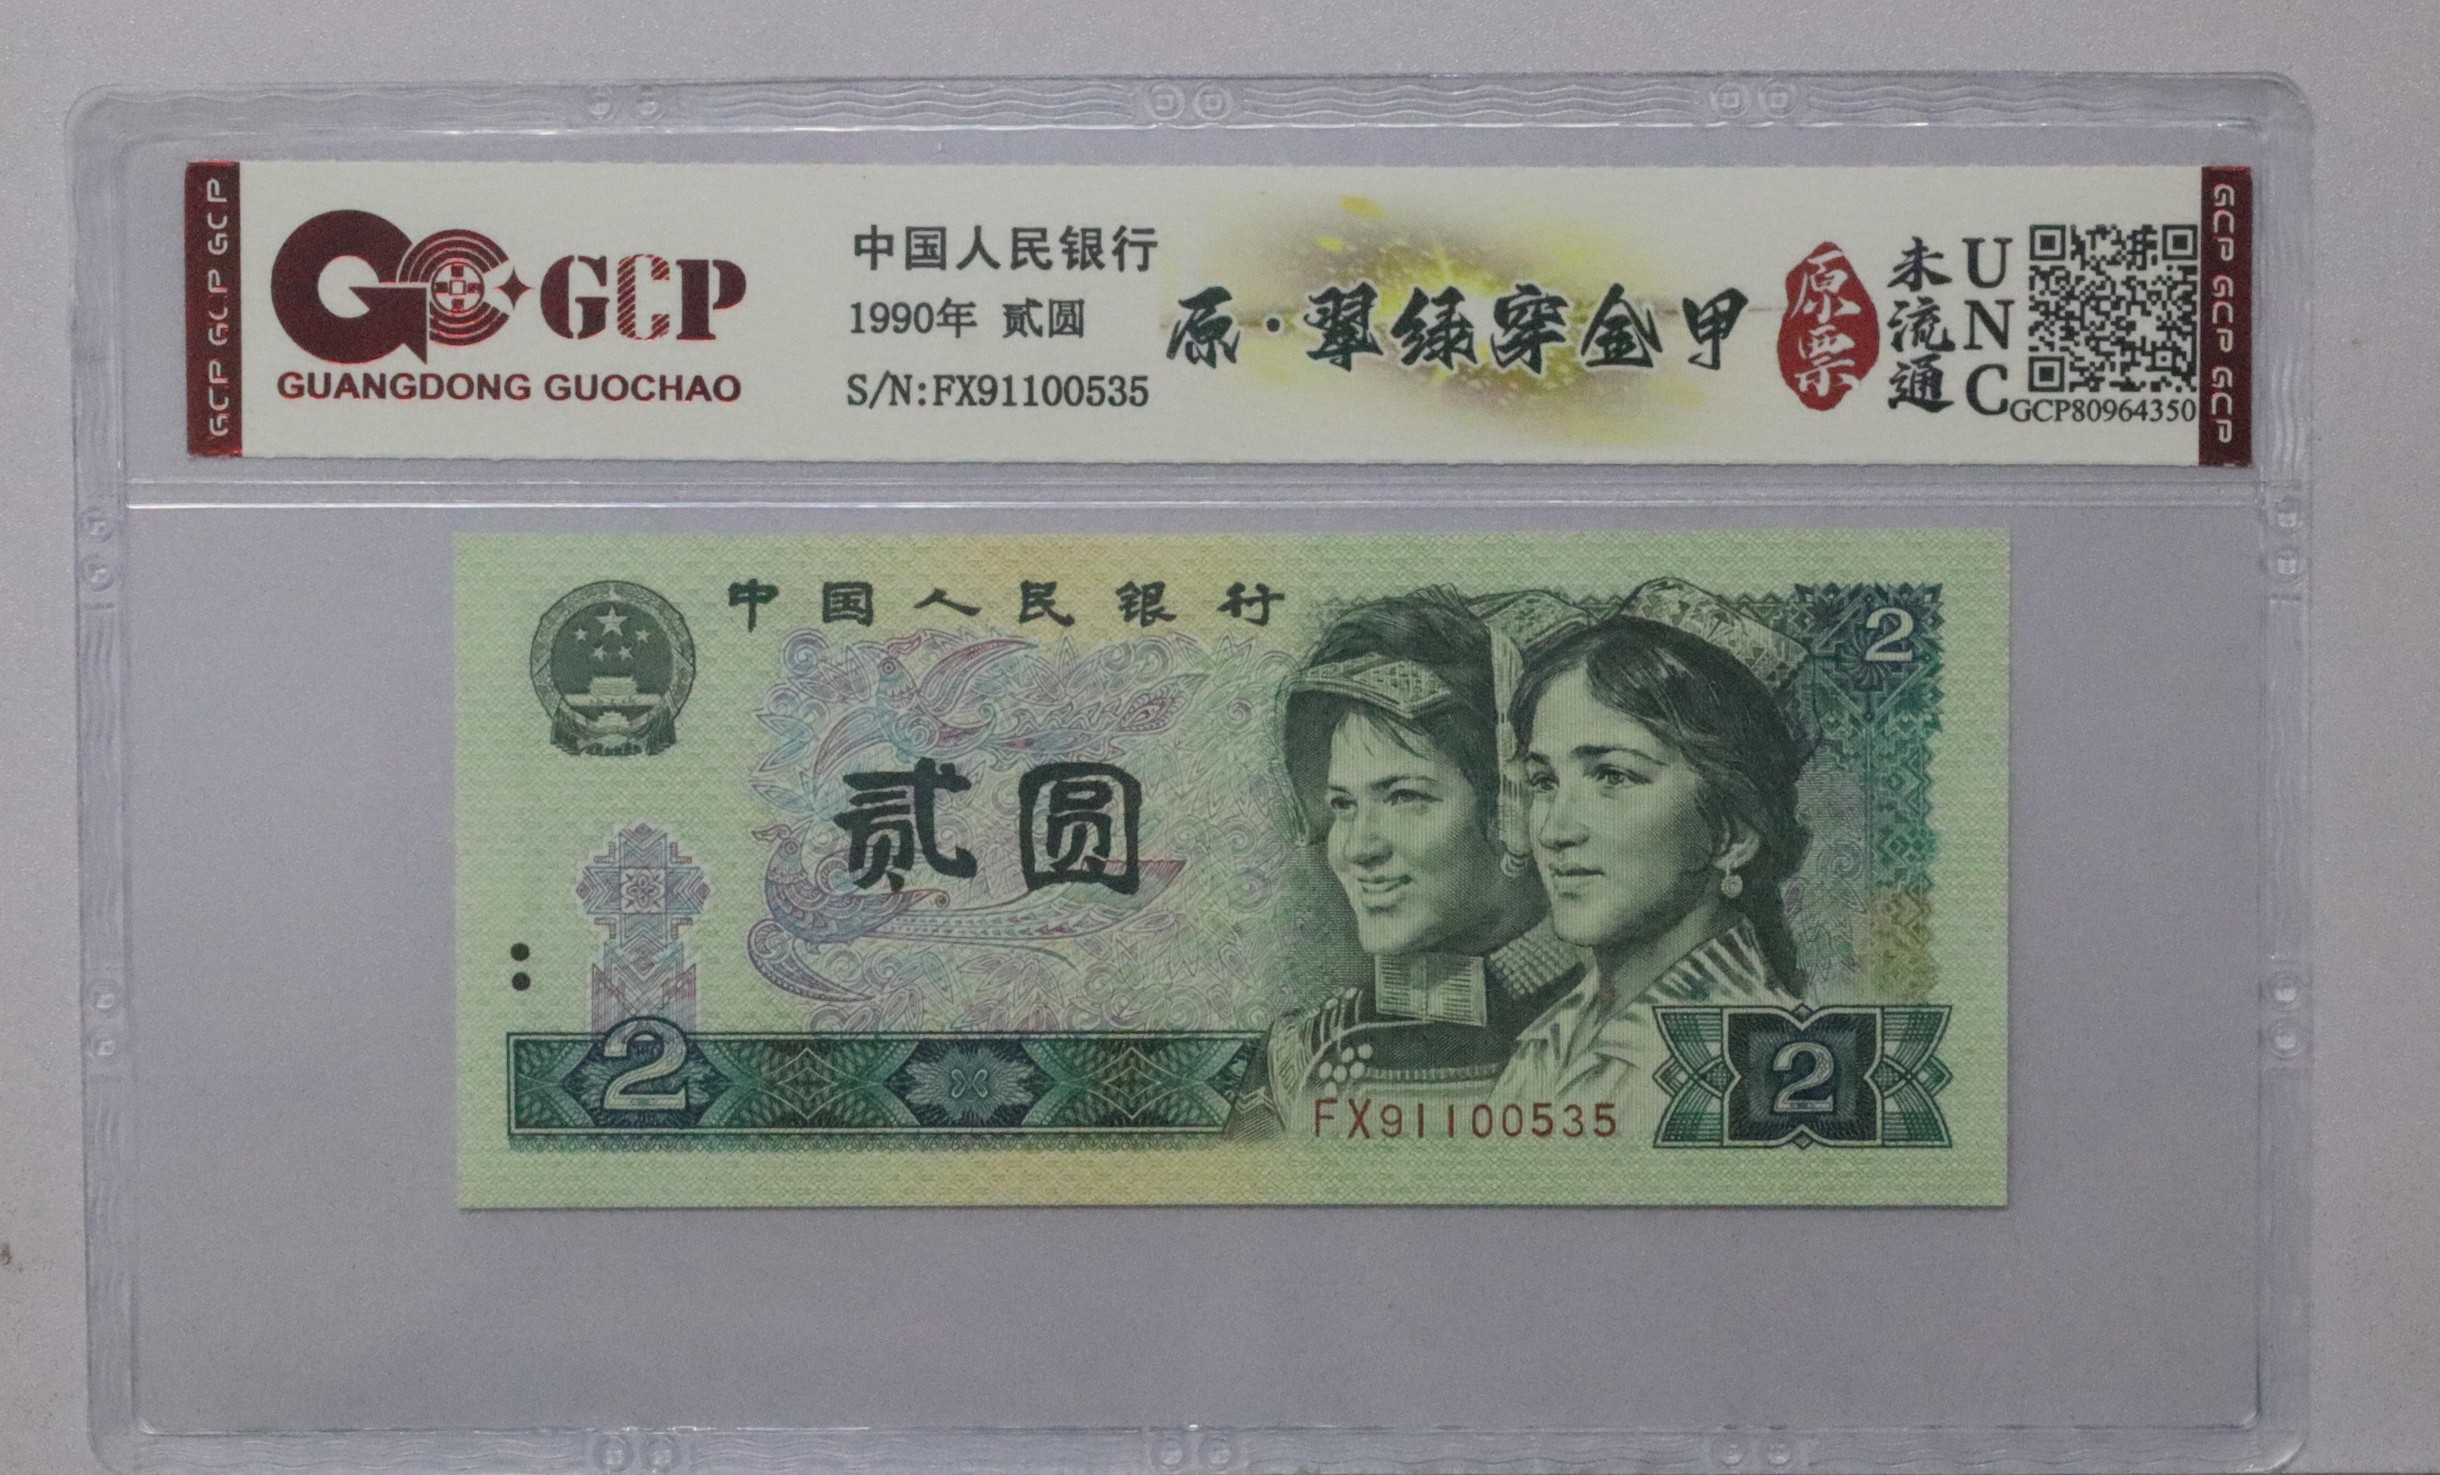 GCP GCP GCP
GCP
GUANGDONG GUOCHAO
中国人民银行
1990年 贰圆
S/N:FX91100535
原·翠绿穿金甲
原票
未流通
UNC
GCP80964350
GCP GCP GCP
中国人民银行
2
贰圆
2
FX91100535
2